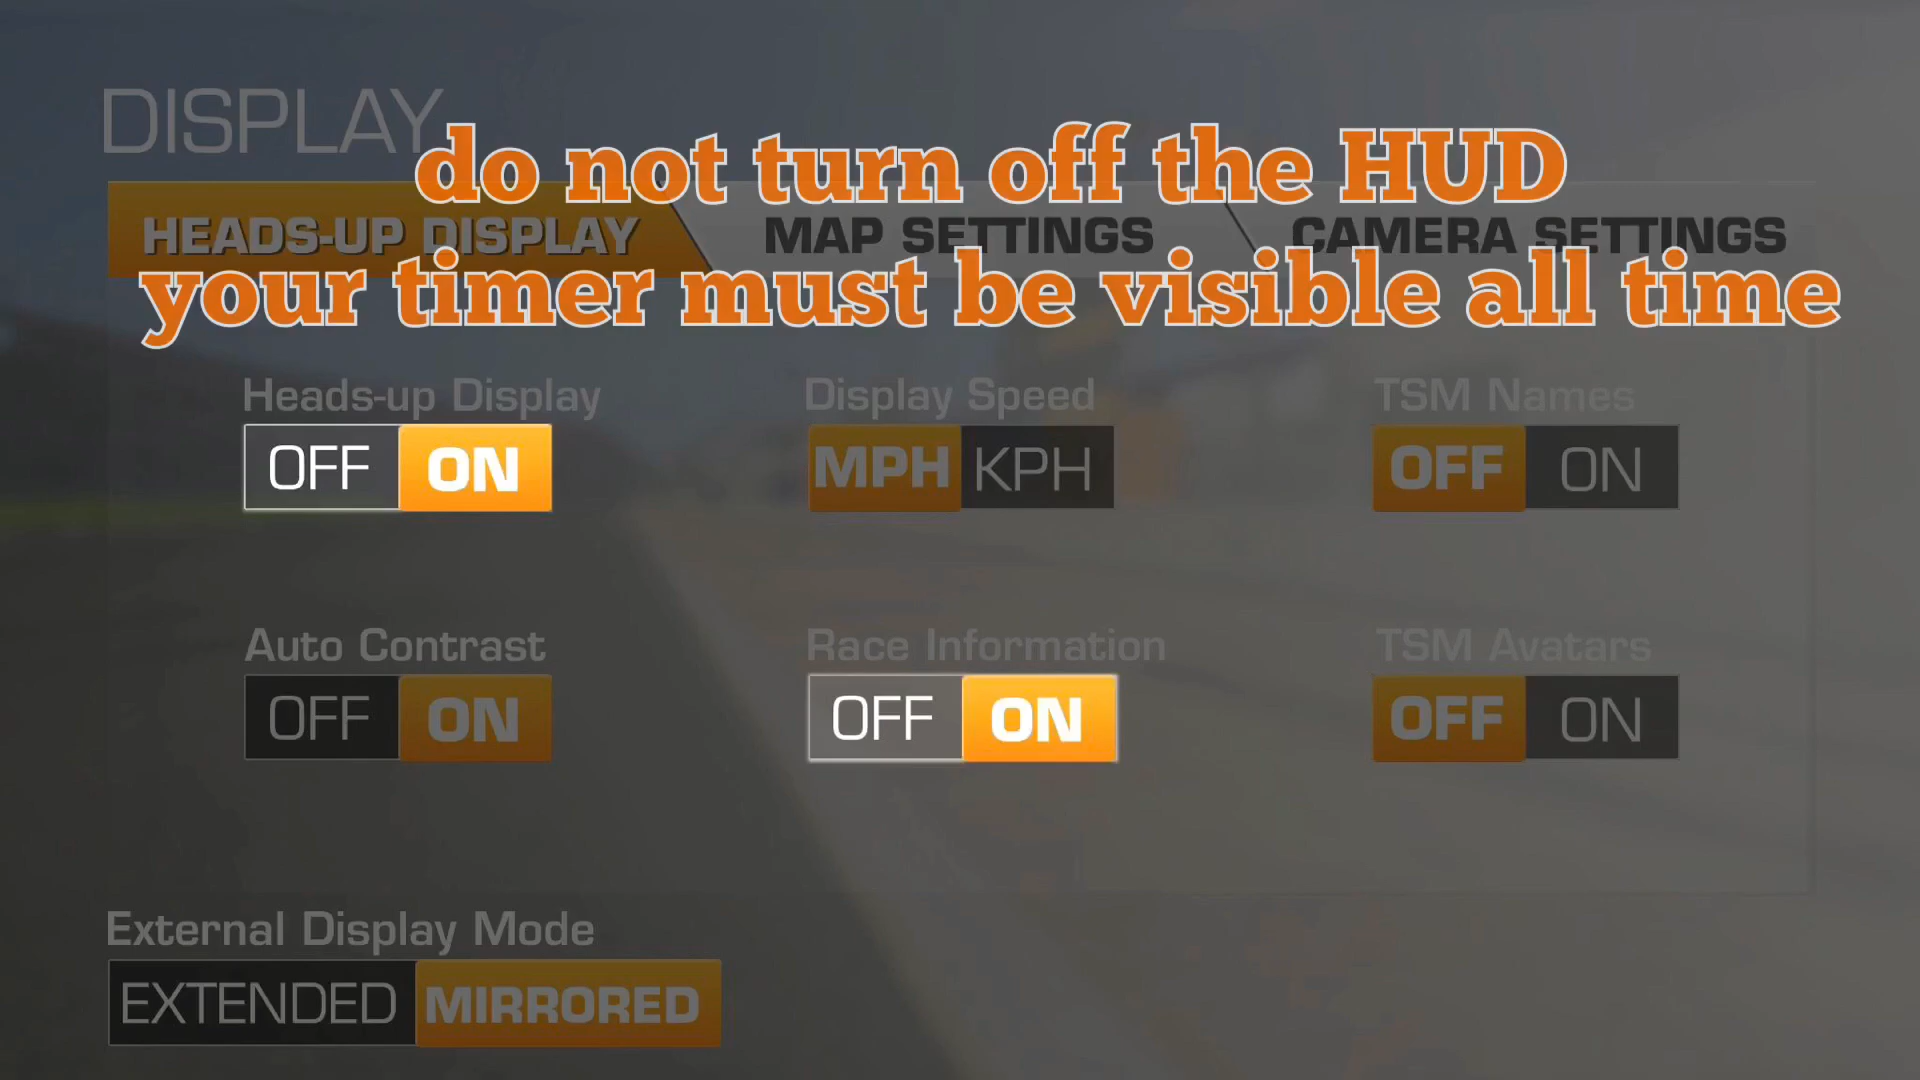 DISPLAY
do not turn off the HUD
HEADS-UP DISPLAY MAP SETTINGS CAMERA SETTINGS
your timer must be visible all time
Heads-up Display Display Speed TSM Names
OFF ON MPH KPH OFF ON
Auto Contrast Race Information TSM Avatars
OFF ON OFF ON OFF ON
External Display Mode
EXTENDED MIRRORED